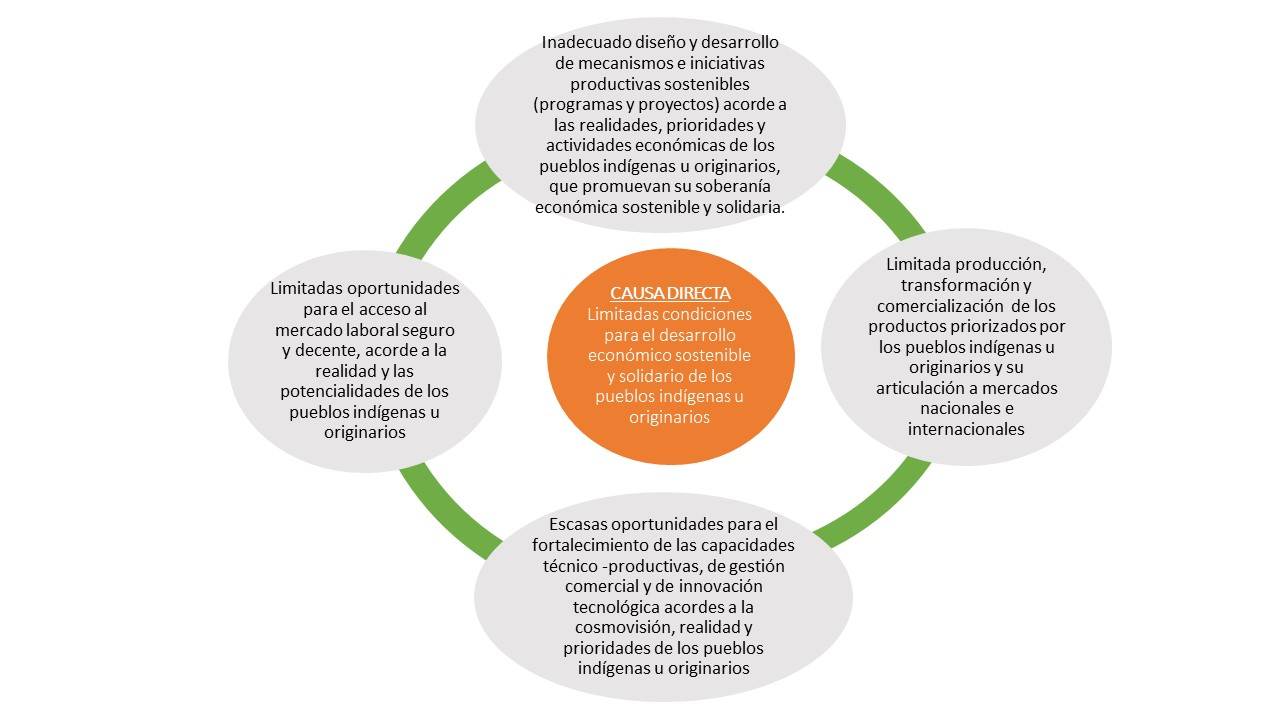 Inadecuado diseño y desarrollo
de mecanismos e iniciativas
productivas sostenibles
(programas y proyectos) acorde a
las realidades, prioridades y
actividades económicas de los
pueblos indígenas u originarios,
que promuevan su soberanía
económica sostenible y solidaria.
Limitadas oportunidades
para el acceso al
mercado laboral seguro
y decente, acorde a la
realidad y las
potencialidades de los
pueblos indígenas u
originarios
CAUSA DIRECTA
Limitadas condiciones
para el desarrollo
económico sostenible
y solidario de los
pueblos indígenas u
originarios
Limitada producción,
transformación y
comercialización de los
productos priorizados por
los pueblos indígenas u
originarios y su
articulación a mercados
nacionales e
internacionales
Escasas oportunidades para el
fortalecimiento de las capacidades
técnico -productivas, de gestión
comercial y de innovación
tecnológica acordes a la
cosmovisión, realidad y
prioridades de los pueblos
indígenas u originarios